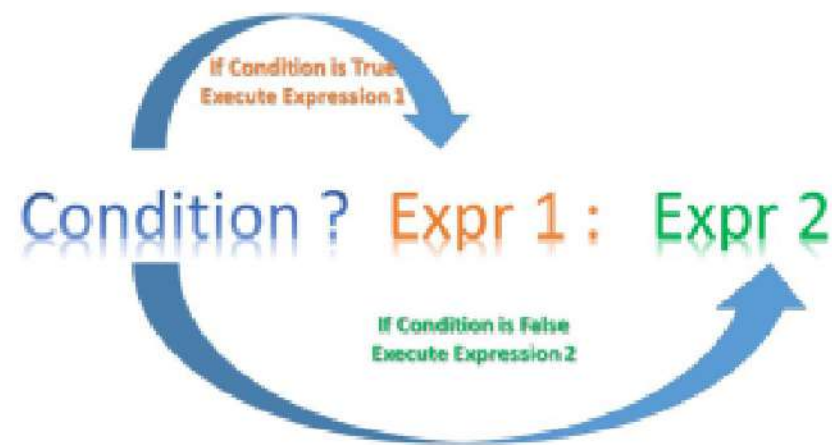 If Condition is True
Execute Expression 1
Condition ? Expr 1 : Expr 2
If Condition is False
Execute Expression 2